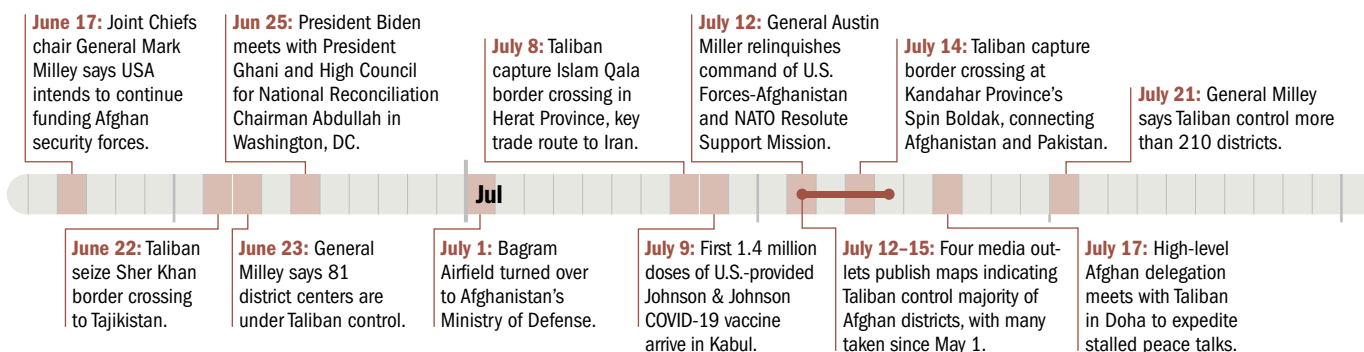 June 17: Joint Chiefs
chair General Mark
Milley says USA
intends to continue
funding Afghan
security forces.
Jun 25: President Biden
meets with President
Ghani and High Council
for National Reconciliation
Chairman Abdullah in
Washington, DC.
July 8: Taliban
capture Islam Qala
border crossing in
Herat Province, key
trade route to Iran.
July 12: General Austin
Miller relinquishes
command of U.S.
Forces-Afghanistan
and NATO Resolute
Support Mission.
July 14: Taliban capture
border crossing at
Kandahar Province’s
Spin Boldak, connecting
Afghanistan and Pakistan.
July 21: General Milley
says Taliban control more
than 210 districts.
Jul
June 22: Taliban
seize Sher Khan
border crossing
to Tajikistan.
June 23: General
Milley says 81
district centers are
under Taliban control.
July 1: Bagram
Airfield turned over
to Afghanistan’s
Ministry of Defense.
July 9: First 1.4 million
doses of U.S.-provided
Johnson & Johnson
COVID-19 vaccine
arrive in Kabul.
July 12–15: Four media out-
lets publish maps indicating
Taliban control majority of
Afghan districts, with many
taken since May 1.
July 17: High-level
Afghan delegation
meets with Taliban
in Doha to expedite
stalled peace talks.